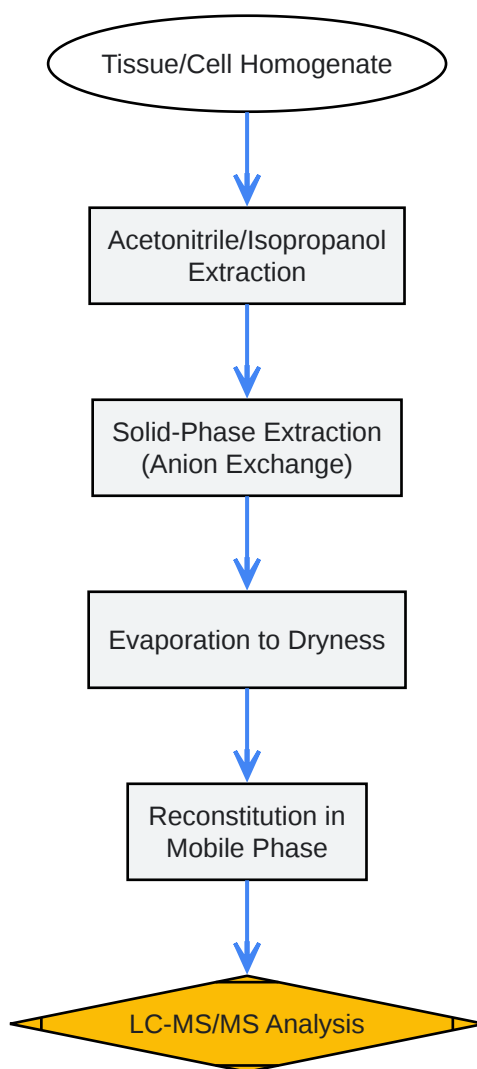 Tissue/Cell Homogenate
Acetonitrile/Isopropanol
Extraction
Solid-Phase Extraction
(Anion Exchange)
Evaporation to Dryness
Reconstitution in
Mobile Phase
LC-MS/MS Analysis